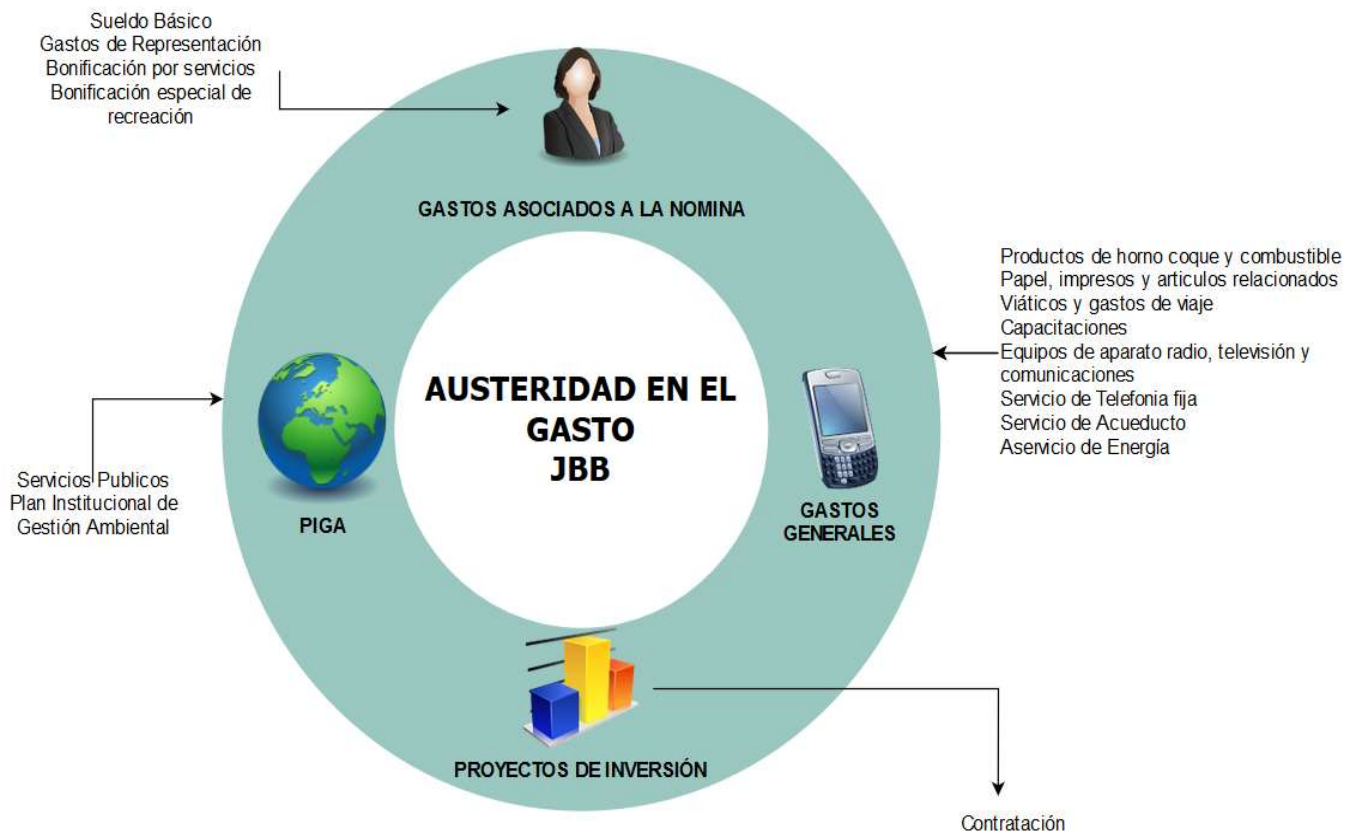 Sueldo Básico
Gastos de Representación
Bonificación por servicios
Bonificación especial de
recreación
GASTOS ASOCIADOS A LA NOMINA
Productos de horno coque y combustible
Papel, impresos y articulos relacionados
Viáticos y gastos de viaje
Capacitaciones
Equipos de aparato radio, televisión y
comunicaciones
Servicio de Telefonia fija
Servicio de Acueducto
Aservicio de Energía
AUSTERIDAD EN EL
GASTO
JBB
Servicios Publicos
Plan Institucional de
Gestión Ambiental
PIGA
GASTOS
GENERALES
PROYECTOS DE INVERSIÓN
Contratación